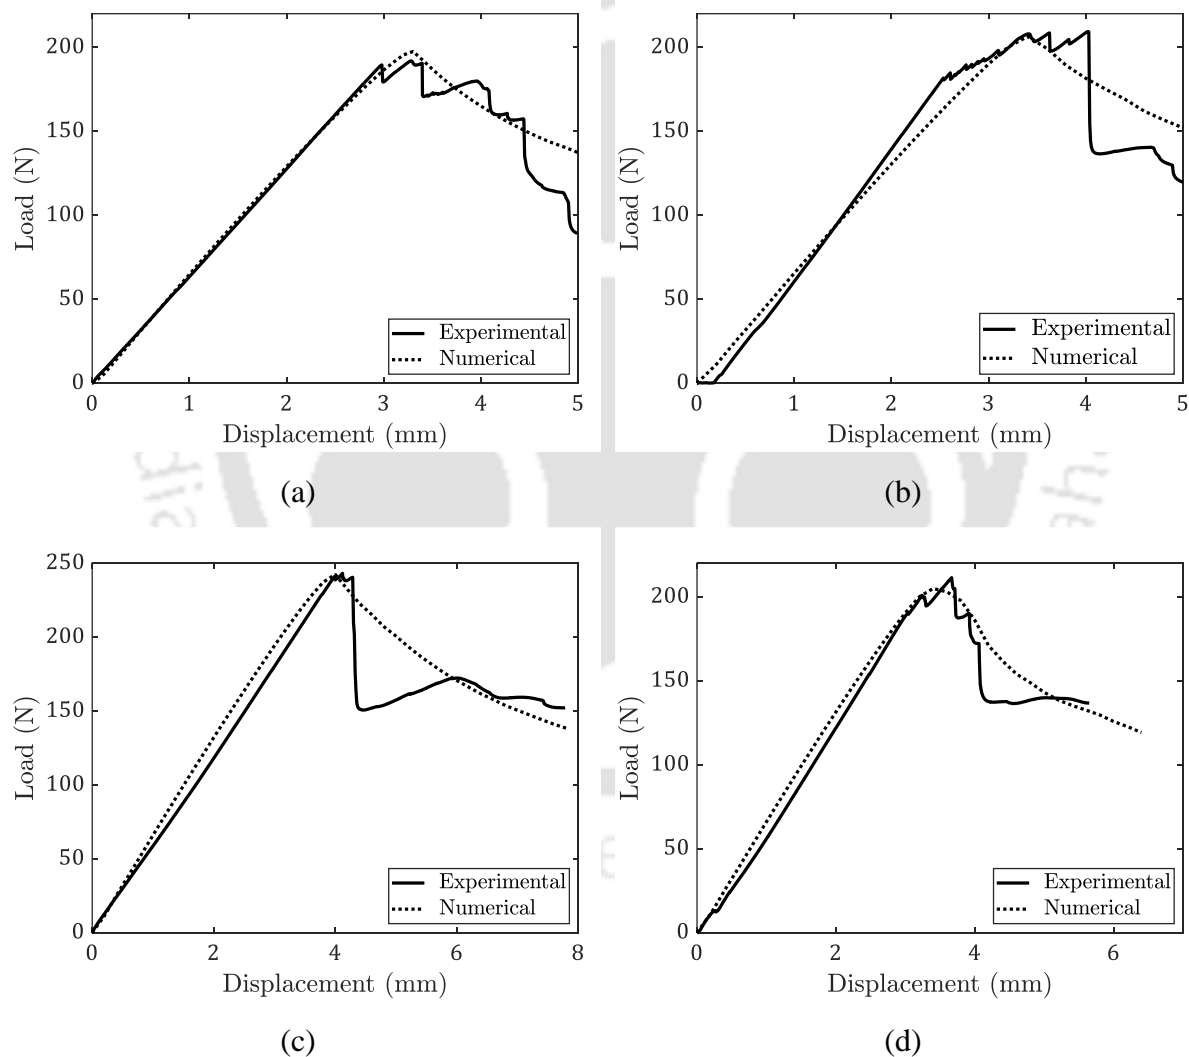 200
150
100
50
0
Load (N)
Experimental
Numerical
0 1 2 3 4 5
Displacement (mm)
(a)
200
150
100
50
0
Load (N)
Experimental
Numerical
0 1 2 3 4 5
Displacement (mm)
(b)
250
200
150
100
50
0
Load (N)
Experimental
Numerical
0 2 4 6 8
Displacement (mm)
(c)
200
150
100
50
0
Load (N)
Experimental
Numerical
0 2 4 6
Displacement (mm)
(d)